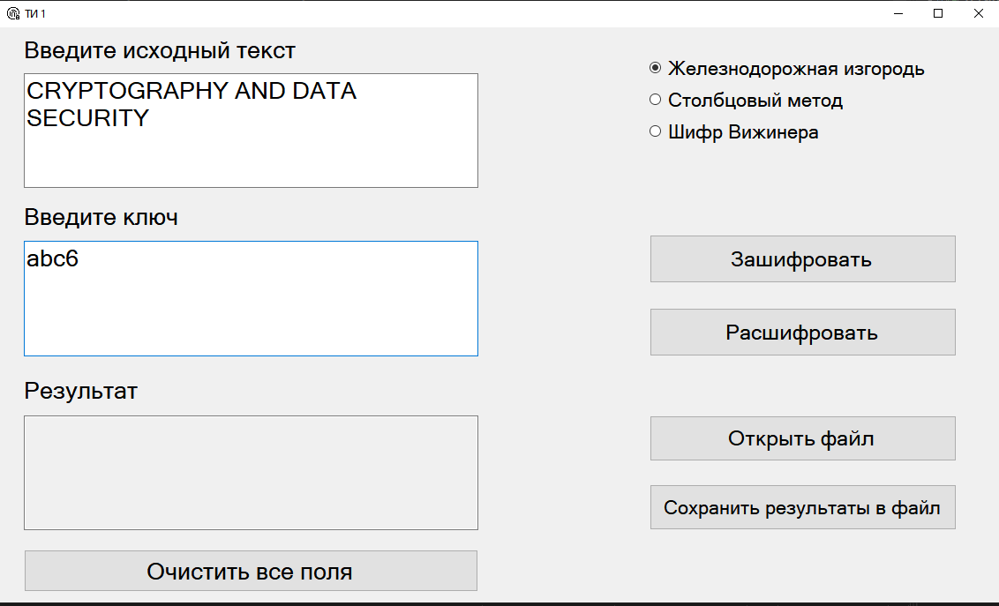 ТИ 1
Введите исходный текст
CRYPTOGRAPHY AND DATA
SECURITY
Введите ключ
abc6
Результат
Очистить все поля
Железнодорожная изгородь
Столбцовый метод
Шифр Вижинера
Зашифровать
Расшифровать
Открыть файл
Сохранить результаты в файл